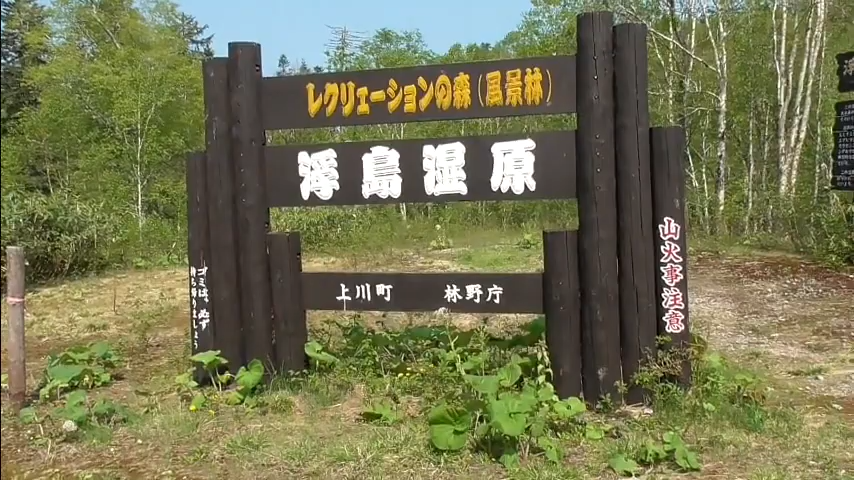 レクリエーションの森（風景林）
浮島湿原
上川町 林野庁
ゴミは必ず
持ち帰りましょう
山火事注意